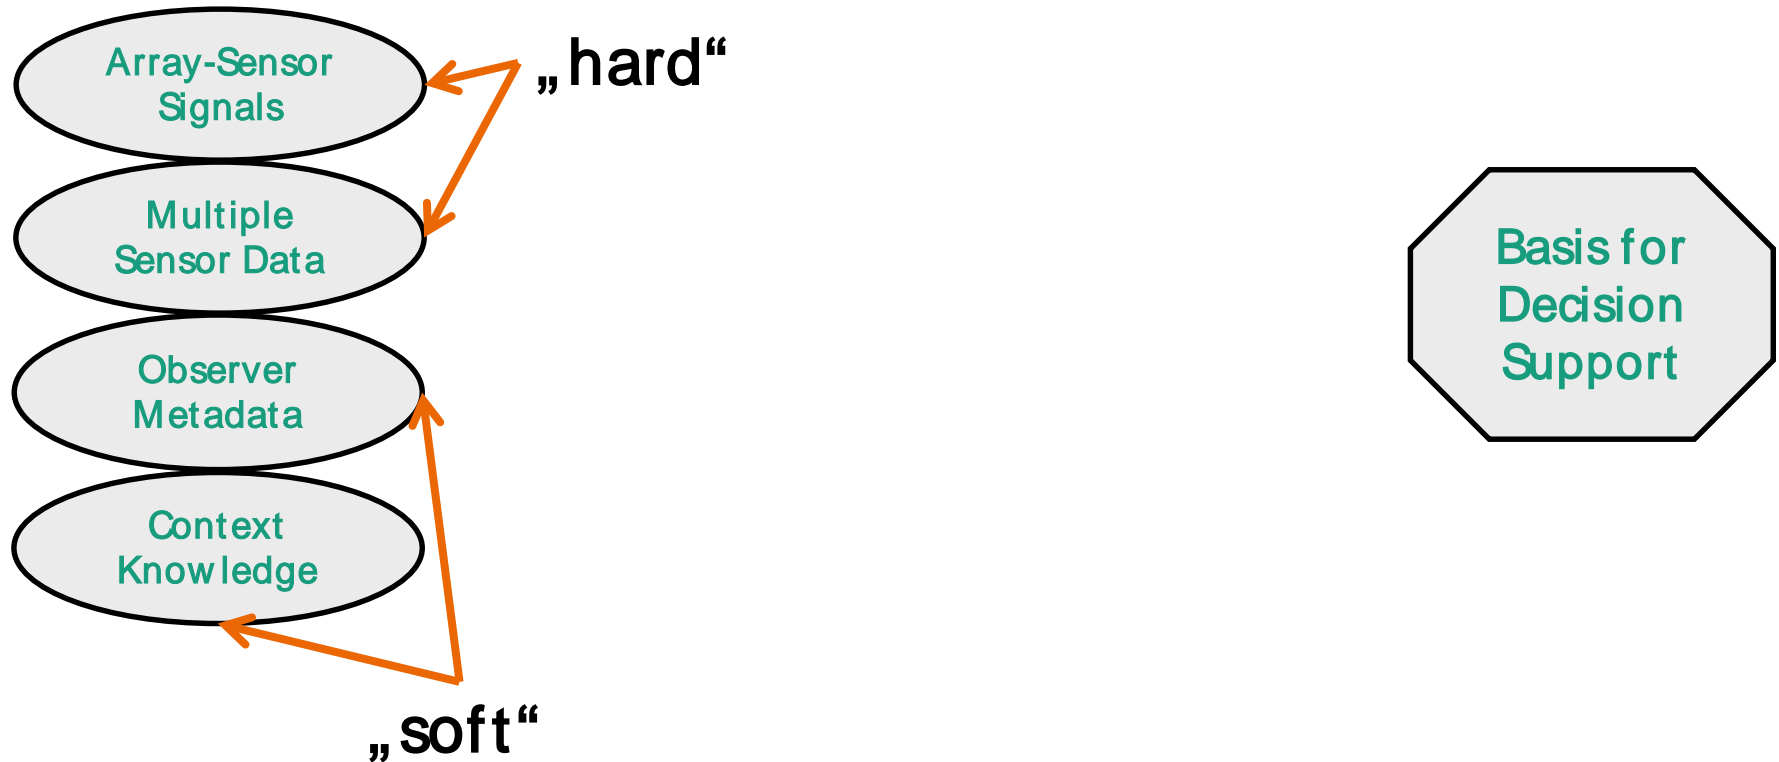 Array-Sensor
Signals
„hard“
Multiple
Sensor Data
Observer
Metadata
Context
Knowledge
„soft“
Basis for
Decision
Support